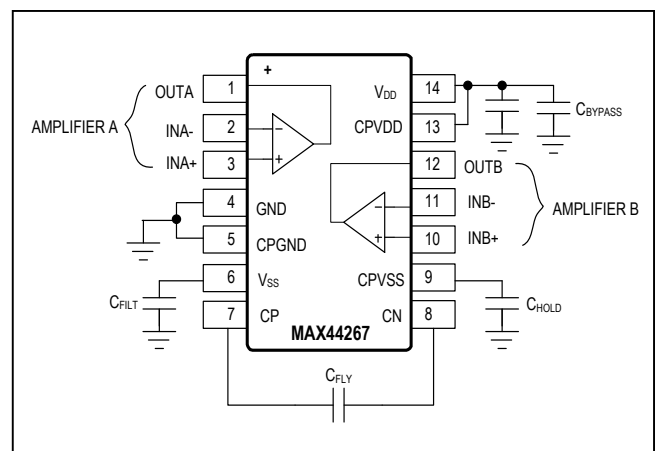 +
OUTA 1
AMPLIFIER A
INA- 2 −
INA+ 3 +
4 GND
5 CPGND
6 VSS
CFILT
7 CP
VDD 14
CBYPASS
CPVDD 13
12 OUTB
− 11 INB-
AMPLIFIER B
+ 10 INB+
CPVSS 9
CHOLD
CN 8
MAX44267
CFLY